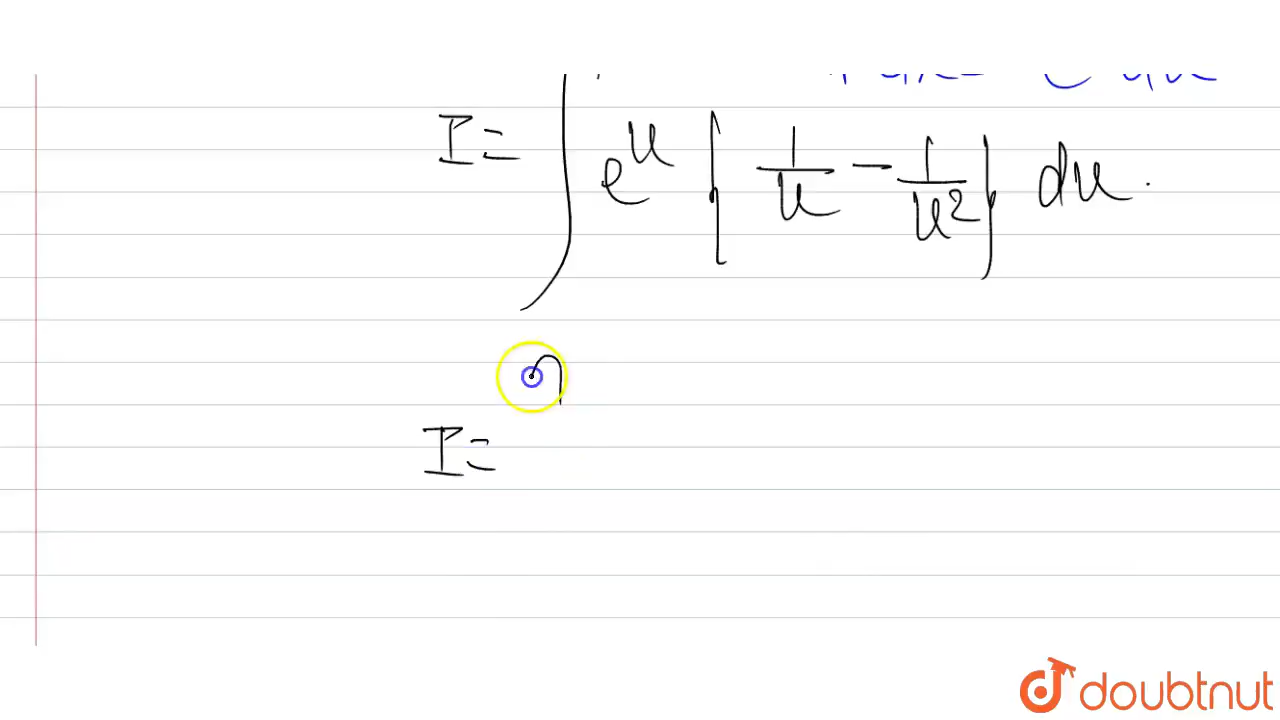 I = ∫ e^u { 1/u - 1/u² } du .
I =
doubtnut